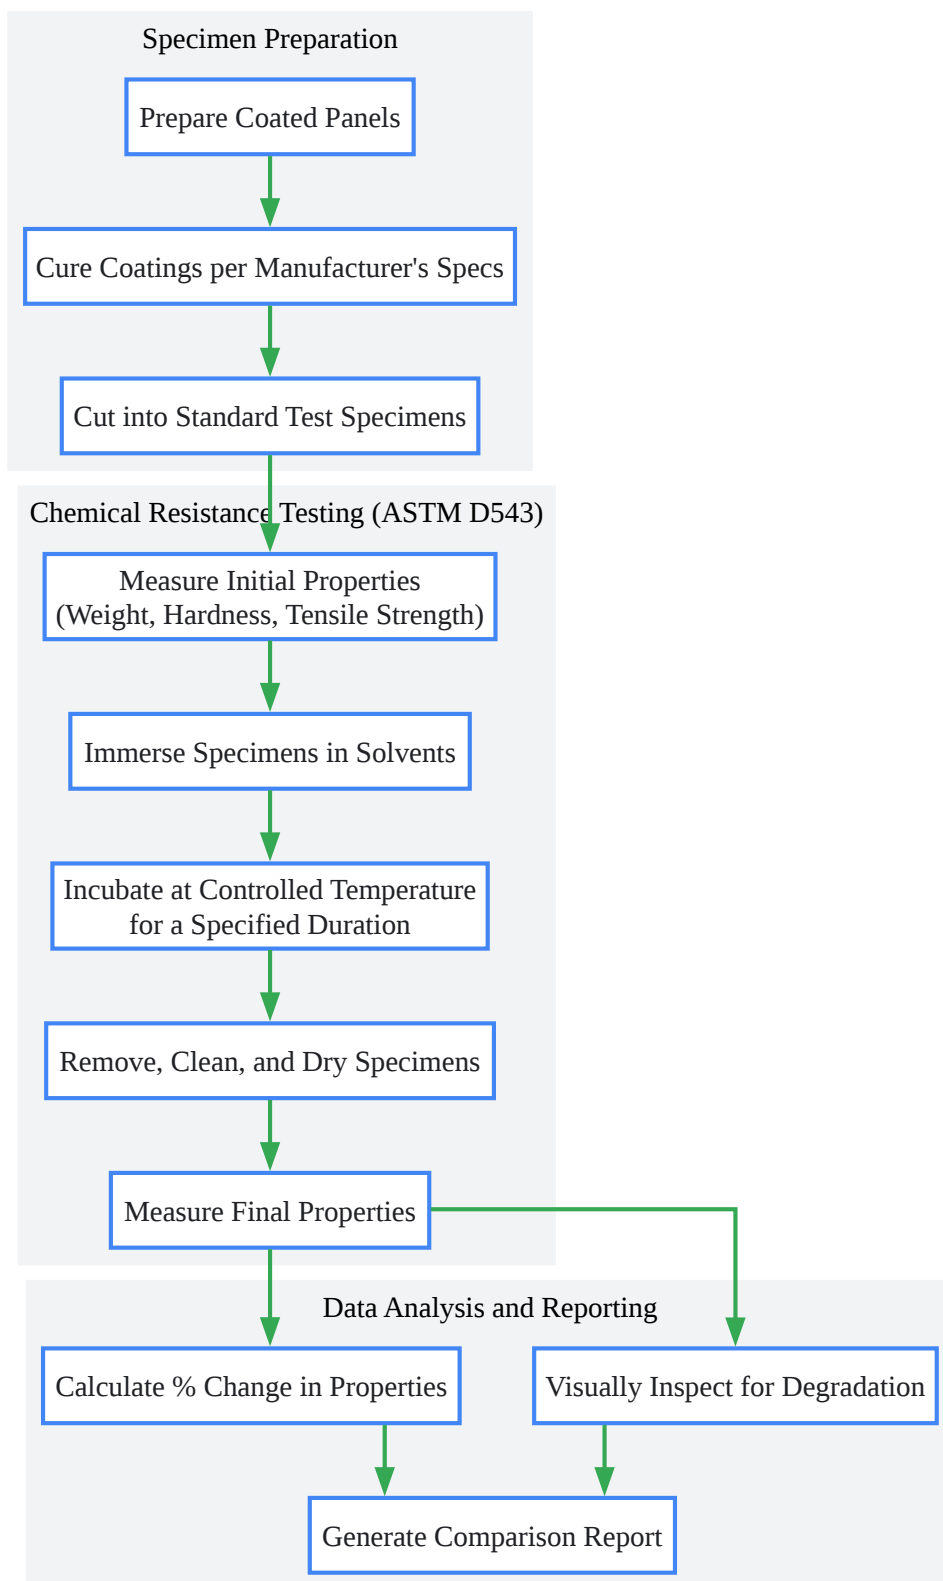 Specimen Preparation
Prepare Coated Panels
Cure Coatings per Manufacturer's Specs
Cut into Standard Test Specimens
Chemical Resistance Testing (ASTM D543)
Measure Initial Properties
(Weight, Hardness, Tensile Strength)
Immerse Specimens in Solvents
Incubate at Controlled Temperature
for a Specified Duration
Remove, Clean, and Dry Specimens
Measure Final Properties
Data Analysis and Reporting
Calculate % Change in Properties
Visually Inspect for Degradation
Generate Comparison Report